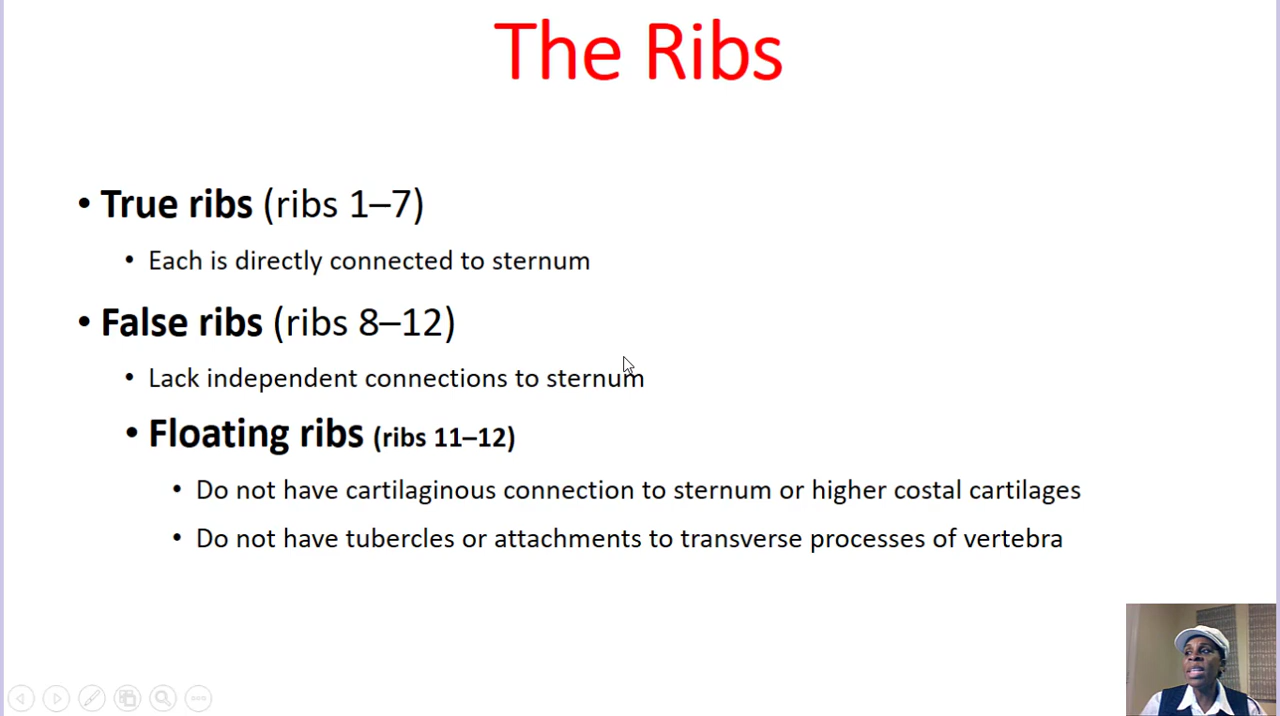 The Ribs
• True ribs (ribs 1–7)
• Each is directly connected to sternum
• False ribs (ribs 8–12)
• Lack independent connections to sternum
• Floating ribs (ribs 11–12)
• Do not have cartilaginous connection to sternum or higher costal cartilages
• Do not have tubercles or attachments to transverse processes of vertebra